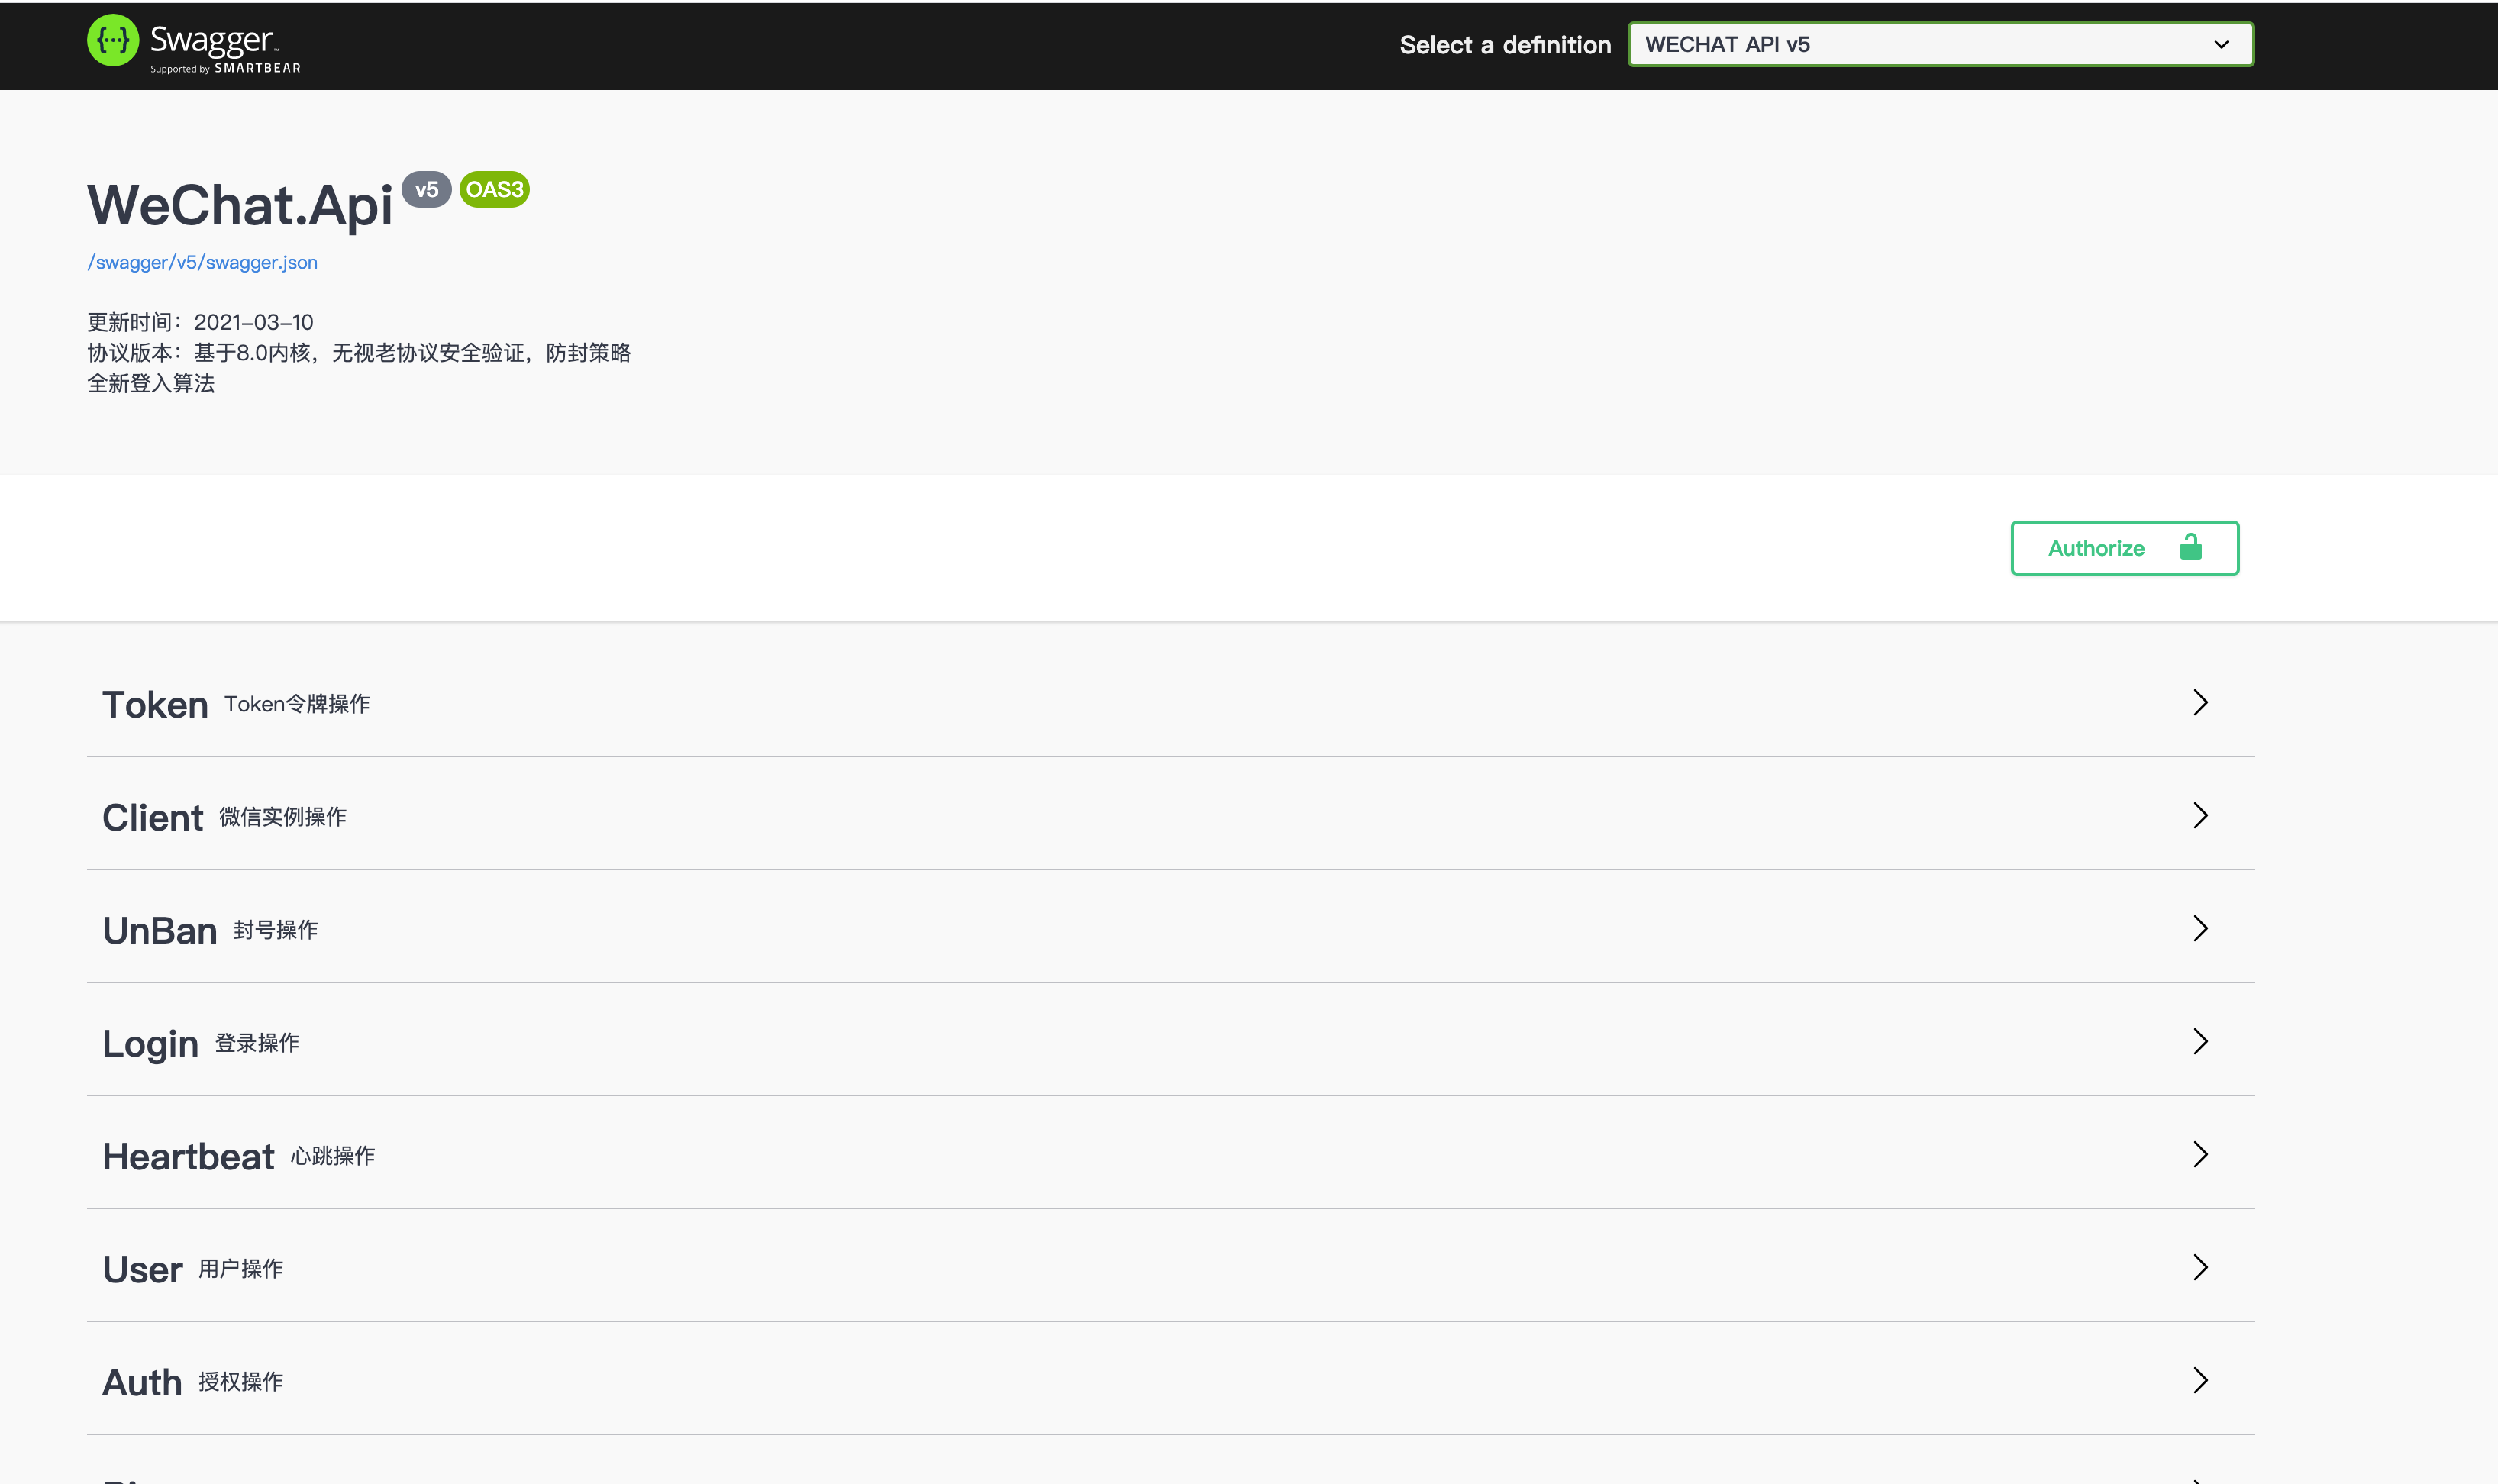 Swagger
Supported by SMARTBEAR
Select a definition
WECHAT API v5
WeChat.Api v5 OAS3
/swagger/v5/swagger.json
更新时间：2021-03-10
协议版本：基于8.0内核，无视老协议安全验证，防封策略
全新登入算法
Authorize
Token Token令牌操作
Client 微信实例操作
UnBan 封号操作
Login 登录操作
Heartbeat 心跳操作
User 用户操作
Auth 授权操作